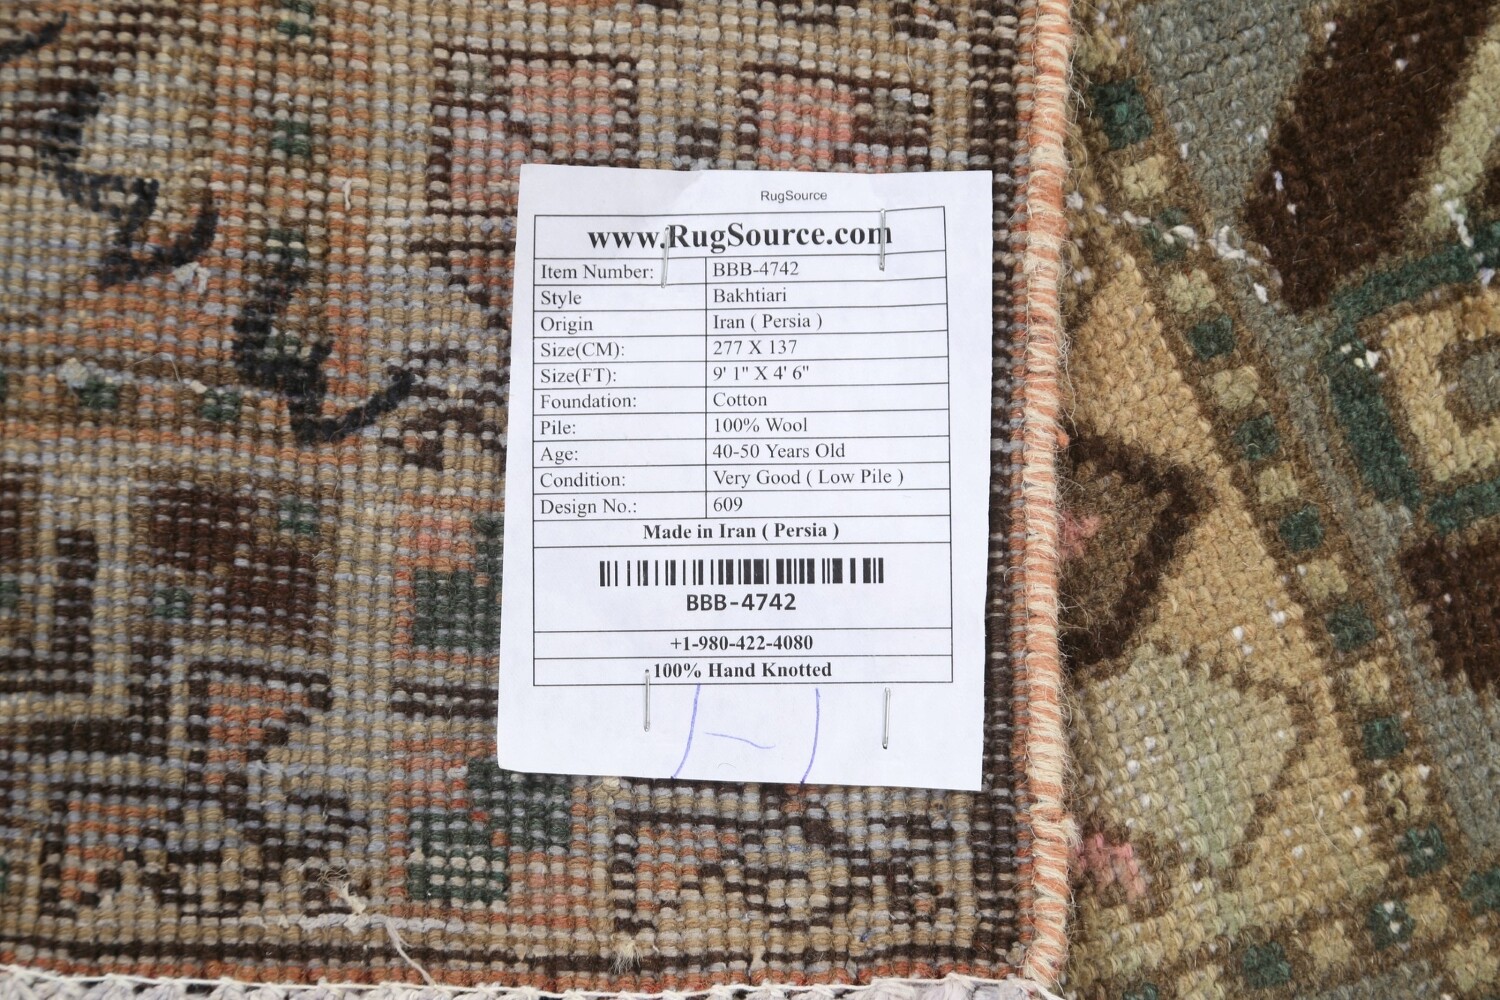 RugSource
www.RugSource.com
Item Number: BBB-4742
Style Bakhtiari
Origin Iran ( Persia )
Size(CM): 277 X 137
Size(FT): 9' 1" X 4' 6"
Foundation: Cotton
Pile: 100% Wool
Age: 40-50 Years Old
Condition: Very Good ( Low Pile )
Design No.: 609
Made in Iran ( Persia )
BBB-4742
+1-980-422-4080
100% Hand Knotted